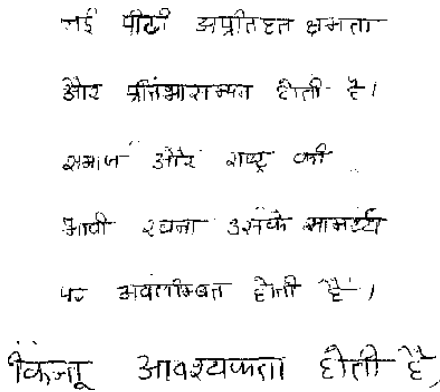 नई पीढी अप्रतिहत क्षमता
और प्रतिभासम्पन्न होती है।
समाज और राष्ट्र की
भावी रचना उसके सामर्थ्य
पर अवलम्बित होती है।
किन्तू आवश्यकता होती है,